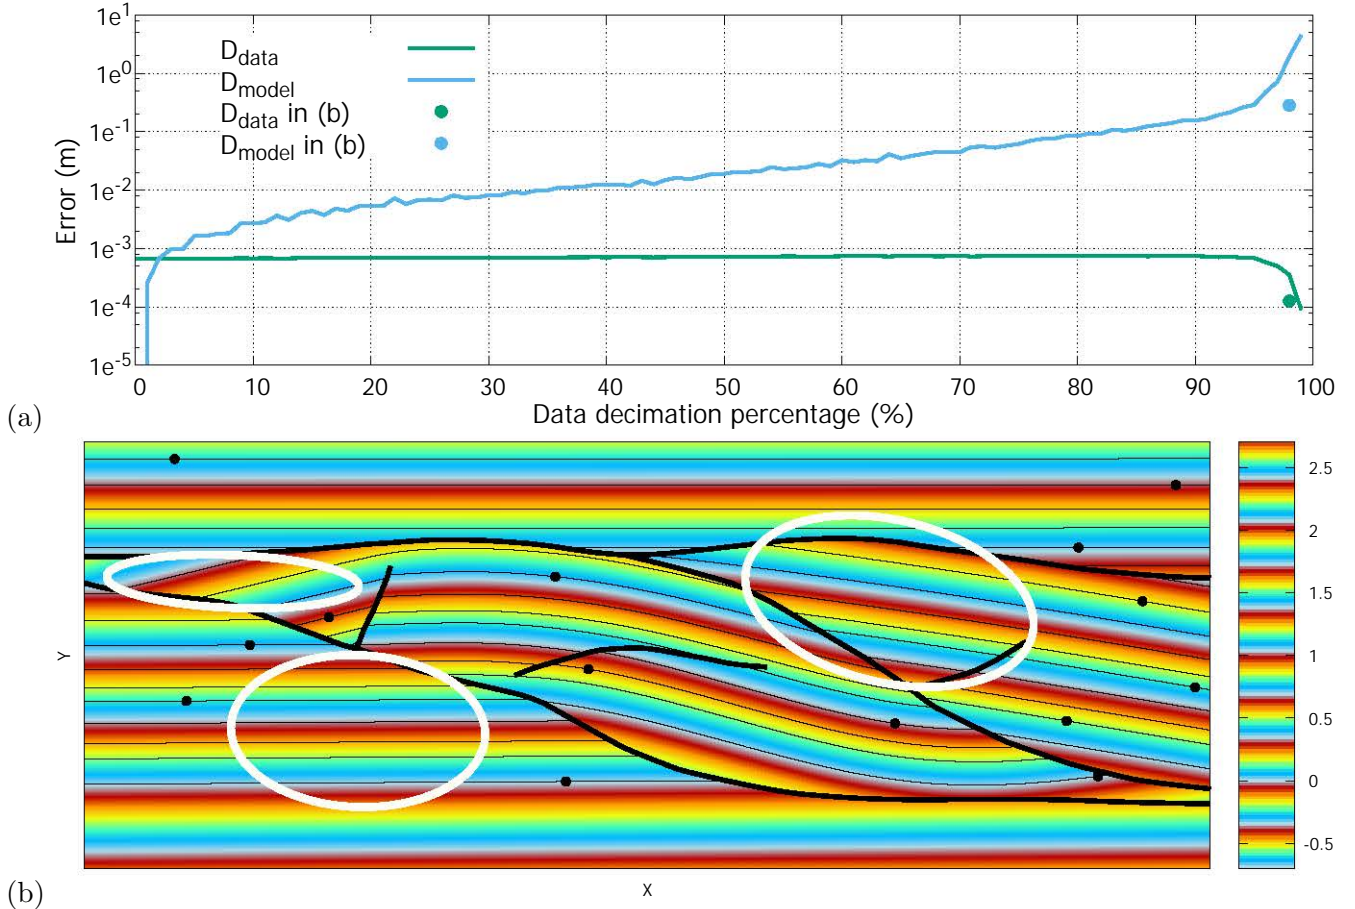 1e1
1e0
1e-1
1e-2
1e-3
1e-4
1e-5
Error (m)
Ddata
Dmodel
Ddata in (b)
Dmodel in (b)
0 10 20 30 40 50 60 70 80 90 100
Data decimation percentage (%)
(a)
Y
2.5
2
1.5
1
0.5
0
-0.5
X
(b)